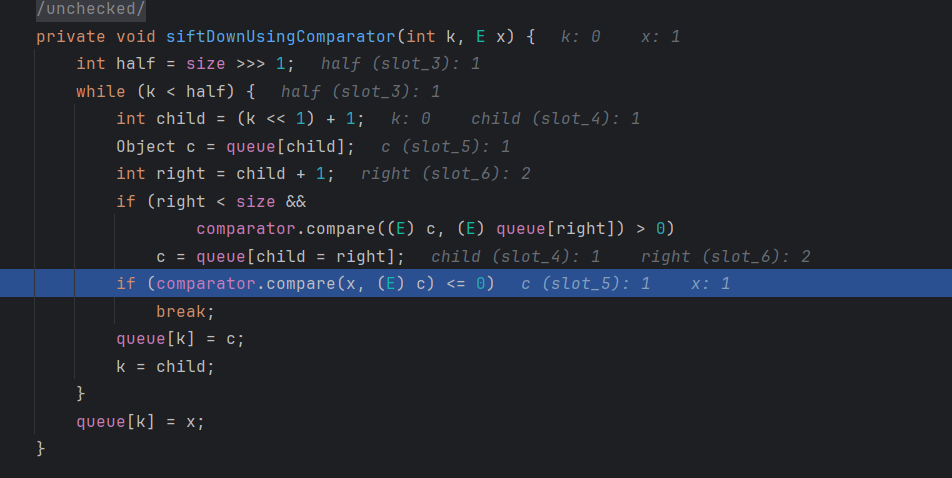 /unchecked/
private void siftDownUsingComparator(int k, E x) {   k: 0    x: 1
    int half = size >>> 1;   half (slot_3): 1
    while (k < half) {   half (slot_3): 1
        int child = (k << 1) + 1;   k: 0    child (slot_4): 1
        Object c = queue[child];   c (slot_5): 1
        int right = child + 1;   right (slot_6): 2
        if (right < size &&
                comparator.compare((E) c, (E) queue[right]) > 0)
            c = queue[child = right];   child (slot_4): 1    right (slot_6): 2
        if (comparator.compare(x, (E) c) <= 0)   c (slot_5): 1    x: 1
            break;
        queue[k] = c;
        k = child;
    }
    queue[k] = x;
}